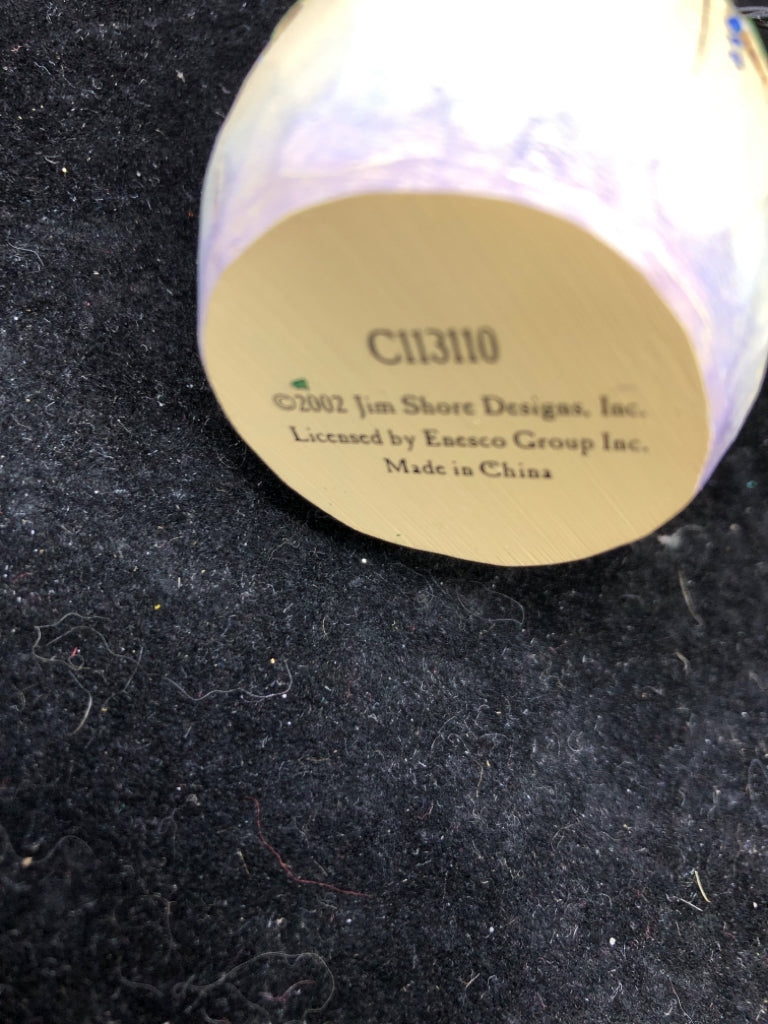 C113110
©2002 Jim Shore Designs, Inc.
Licensed by Enesco Group Inc.
Made in China